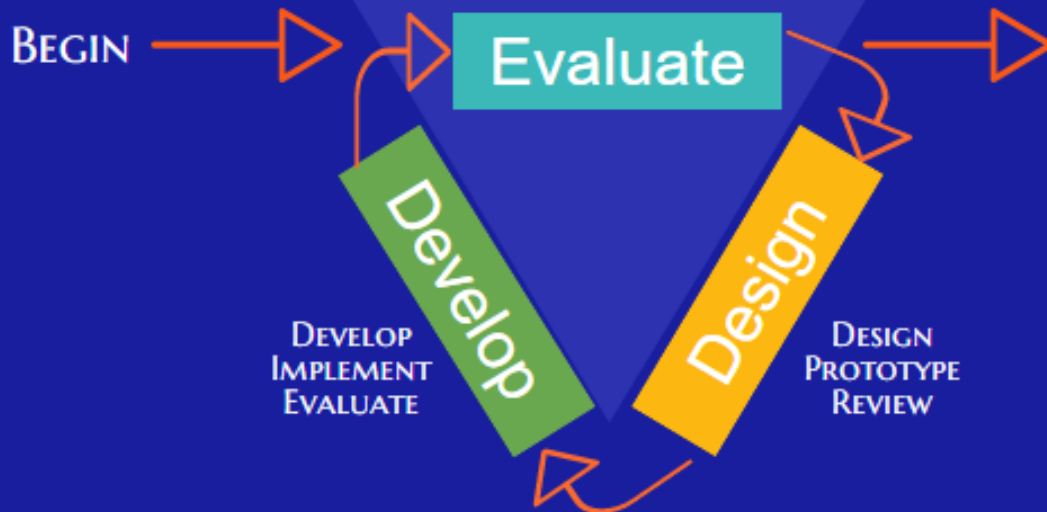 BEGIN
Evaluate
Develop
Design
DEVELOP
IMPLEMENT
EVALUATE
DESIGN
PROTOTYPE
REVIEW